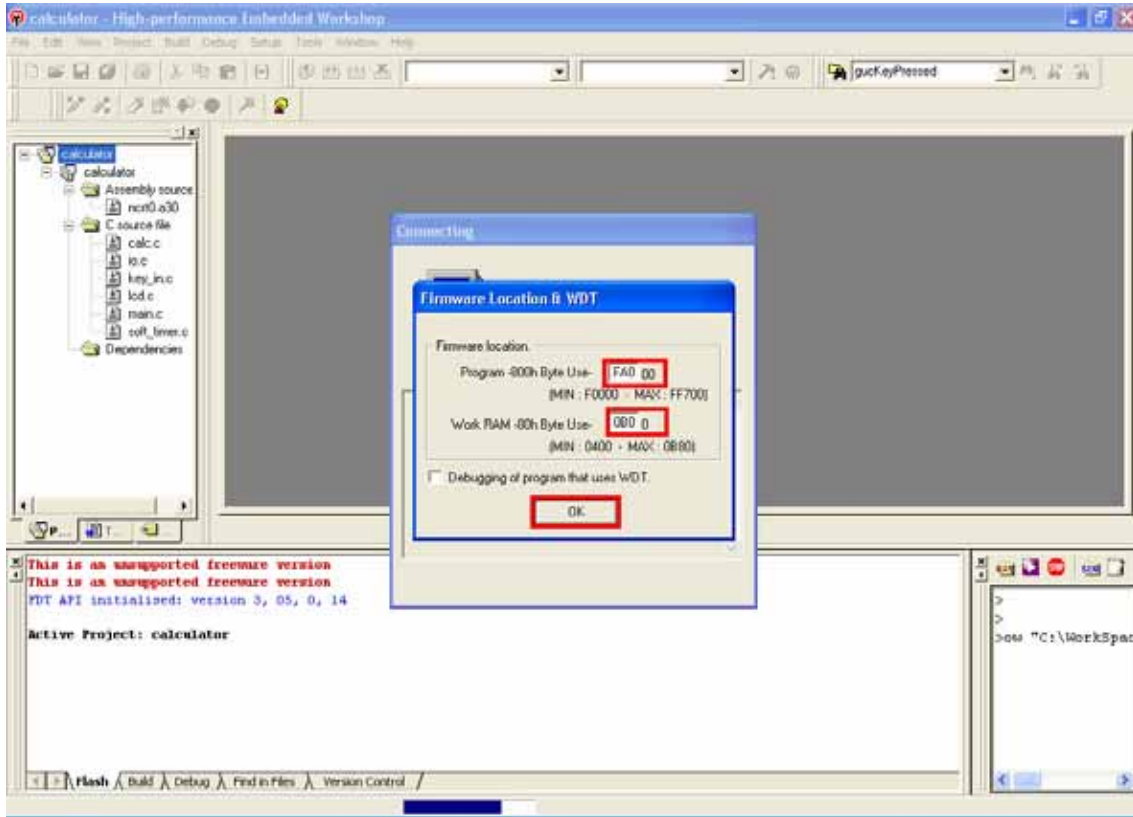 calculator - High-performance Embedded Workshop
File Edit View Project Build Debug Setup Tools Window Help
gucKeyPressed
calculator
calculator
Assembly source
ncrt0.a30
C source file
calc.c
io.c
key_in.c
lcd.c
main.c
soft_timer.c
Dependencies
P... T...
Connecting
Firmware Location & WDT
Firmware location.
Program -800h Byte Use- FA0 00
(MIN : F0000 - MAX : FF700)
Work RAM -80h Byte Use- 0B0 0
(MIN : 0400 - MAX : 0B80)
Debugging of program that uses WDT.
OK
This is an unsupported freeware version
This is an unsupported freeware version
FDT API initialised: version 3, 05, 0, 14
Active Project: calculator
>
>
>ow "C:\WorkSpac
Flash Build Debug Find in Files Version Control